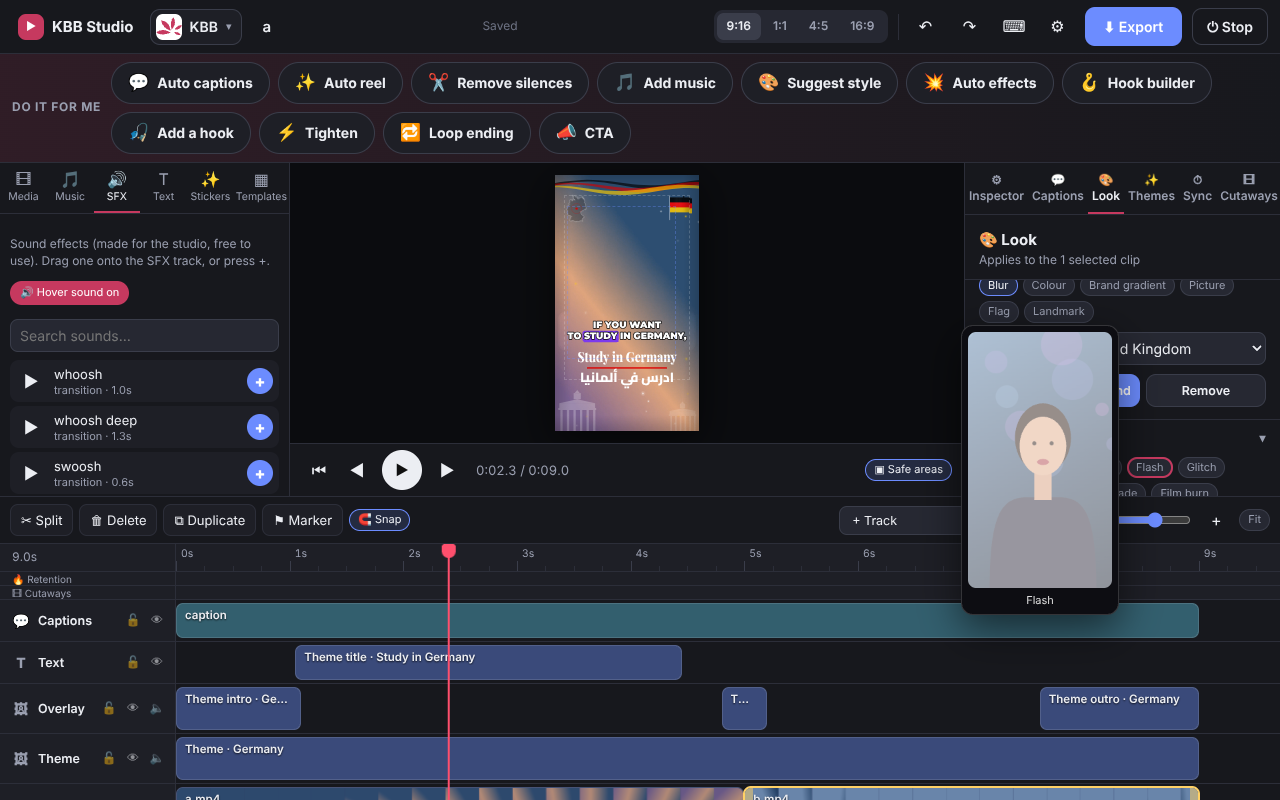 KBB Studio
KBB
a
Saved
9:16 1:1 4:5 16:9
Export
Stop
DO IT FOR ME
Auto captions
Auto reel
Remove silences
Add music
Suggest style
Auto effects
Hook builder
Add a hook
Tighten
Loop ending
CTA
Media Music SFX Text Stickers Templates
Sound effects (made for the studio, free to
use). Drag one onto the SFX track, or press +.
Hover sound on
Search sounds...
whoosh
transition · 1.0s
whoosh deep
transition · 1.3s
swoosh
transition · 0.6s
IF YOU WANT
TO STUDY IN GERMANY,
Study in Germany
ادرس في ألمانيا
0:02.3 / 0:09.0
Safe areas
Inspector Captions Look Themes Sync Cutaways
Look
Applies to the 1 selected clip
Blur Colour Brand gradient Picture
Flag Landmark
d Kingdom
nd
Remove
Flash Glitch
ade Film burn
Flash
Split
Delete
Duplicate
Marker
Snap
+ Track
+
Fit
9.0s
0s 1s 2s 3s 4s 5s 6s 9s
Retention
Cutaways
Captions
caption
Text
Theme title · Study in Germany
Overlay
Theme intro · Ge...
T...
Theme outro · Germany
Theme
Theme · Germany
a.mp4
b.mp4